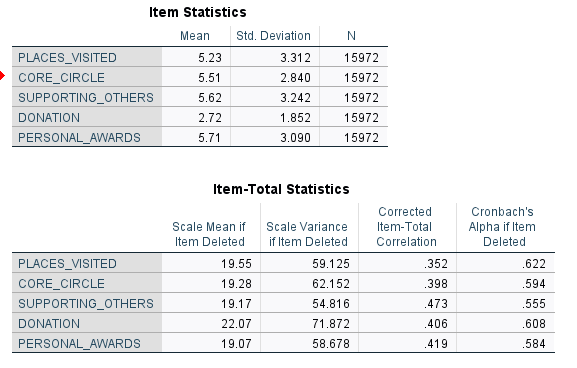 Item Statistics
Mean Std. Deviation N
PLACES_VISITED 5.23 3.312 15972
CORE_CIRCLE 5.51 2.840 15972
SUPPORTING_OTHERS 5.62 3.242 15972
DONATION 2.72 1.852 15972
PERSONAL_AWARDS 5.71 3.090 15972
Item-Total Statistics
Scale Mean if Item Deleted Scale Variance if Item Deleted Corrected Item-Total Correlation Cronbach's Alpha if Item Deleted
PLACES_VISITED 19.55 59.125 .352 .622
CORE_CIRCLE 19.28 62.152 .398 .594
SUPPORTING_OTHERS 19.17 54.816 .473 .555
DONATION 22.07 71.872 .406 .608
PERSONAL_AWARDS 19.07 58.678 .419 .584